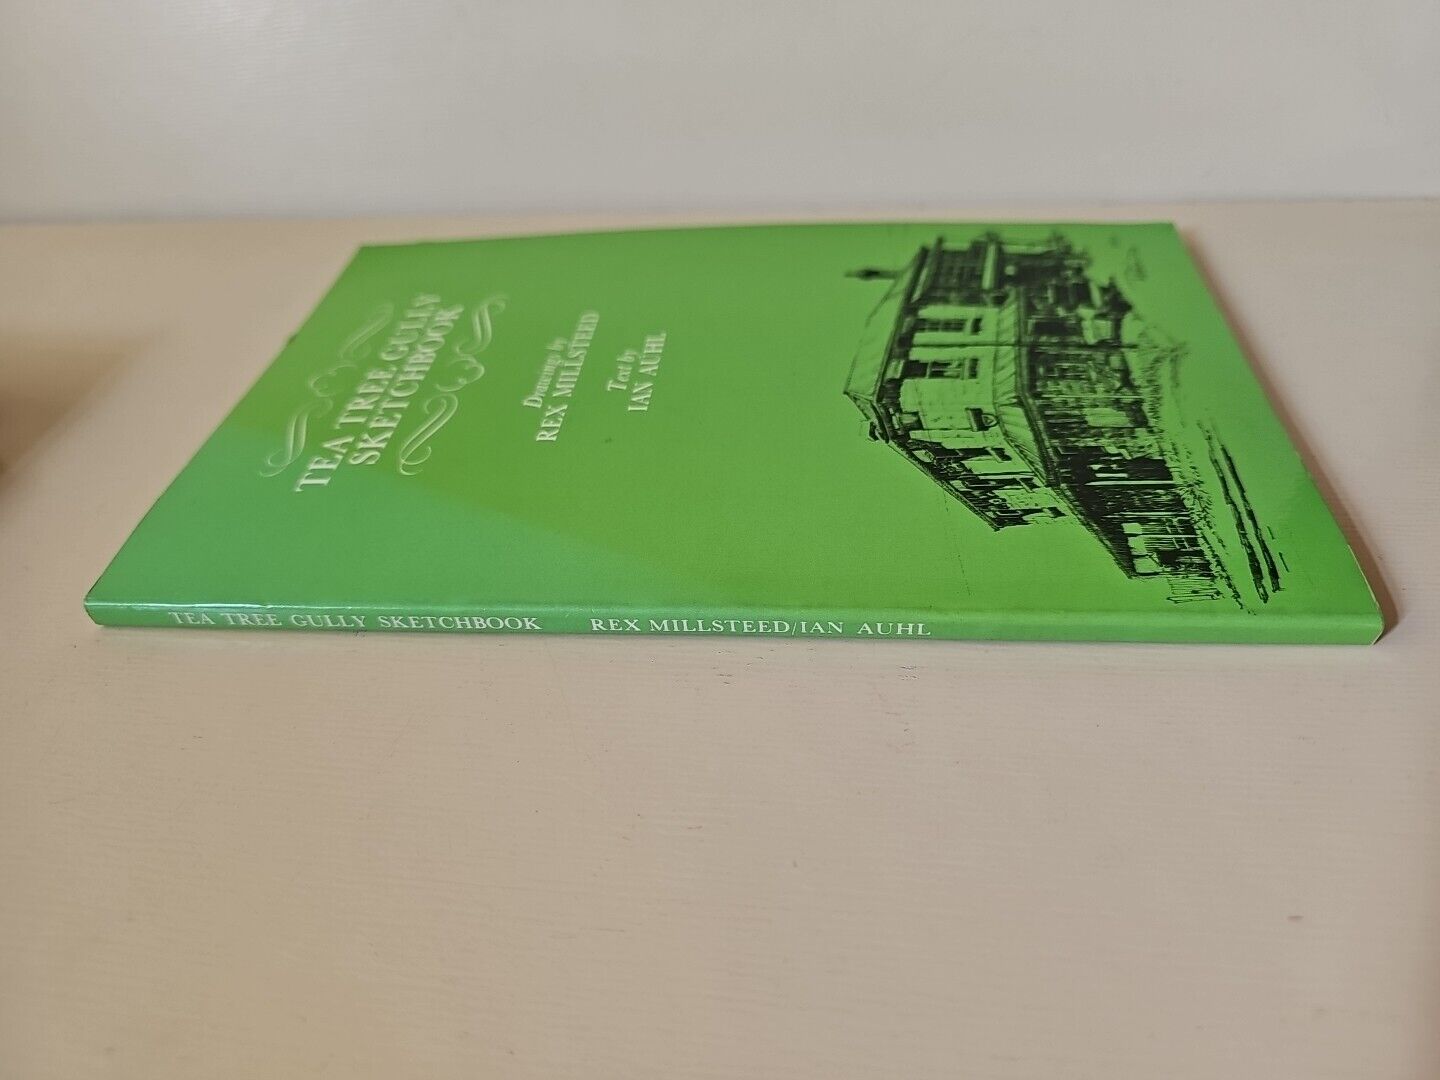 TEA TREE GULLY
SKETCHBOOK
Drawings by
REX MILLSTEED
Text by
IAN AUHL
TEA TREE GULLY SKETCHBOOK REX MILLSTEED/IAN AUHL